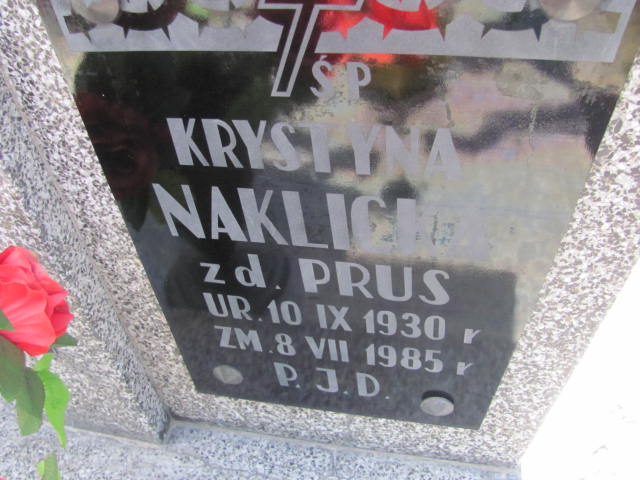 ŚP
KRYSTYNA
NAKLICKA
zd. PRUS
UR. 10 IX 1930 r
ZM. 8 VII 1985 r
P.J.D.